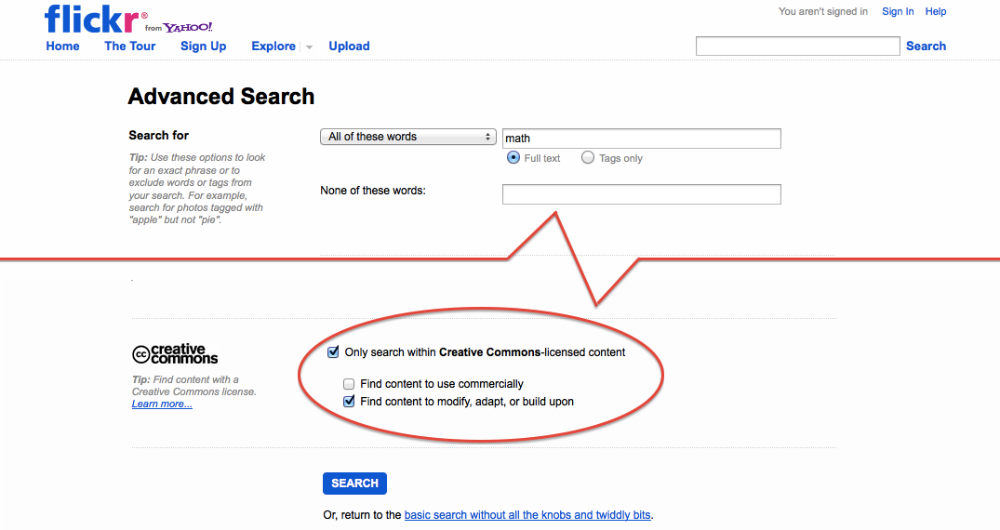 flickr® from YAHOO!
You aren't signed in Sign In Help
Home The Tour Sign Up Explore Upload Search
Advanced Search
Search for
All of these words math
Full text Tags only
Tip: Use these options to look
for an exact phrase or to
exclude words or tags from
your search. For example,
search for photos tagged with
"apple" but not "pie".
None of these words:
cc creative
commons
Tip: Find content with a
Creative Commons license.
Learn more...
Only search within Creative Commons-licensed content
Find content to use commercially
Find content to modify, adapt, or build upon
SEARCH
Or, return to the basic search without all the knobs and twiddly bits.